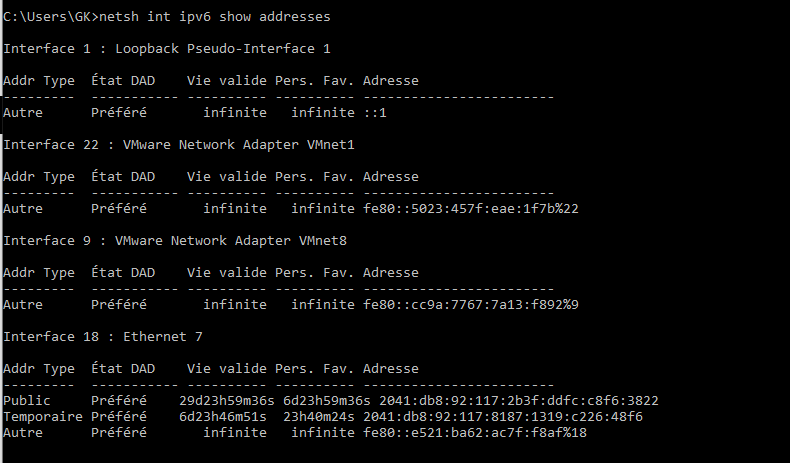 C:\Users\GK>netsh int ipv6 show addresses
Interface 1 : Loopback Pseudo-Interface 1
Addr Type  État DAD    Vie valide Pers. Fav. Adresse
---------  ----------- ---------- ---------- ------------------------
Autre      Préféré       infinite   infinite ::1
Interface 22 : VMware Network Adapter VMnet1
Addr Type  État DAD    Vie valide Pers. Fav. Adresse
---------  ----------- ---------- ---------- ------------------------
Autre      Préféré       infinite   infinite fe80::5023:457f:eae:1f7b%22
Interface 9 : VMware Network Adapter VMnet8
Addr Type  État DAD    Vie valide Pers. Fav. Adresse
---------  ----------- ---------- ---------- ------------------------
Autre      Préféré       infinite   infinite fe80::cc9a:7767:7a13:f892%9
Interface 18 : Ethernet 7
Addr Type  État DAD    Vie valide Pers. Fav. Adresse
---------  ----------- ---------- ---------- ------------------------
Public     Préféré    29d23h59m36s 6d23h59m36s 2041:db8:92:117:2b3f:ddfc:c8f6:3822
Temporaire Préféré    6d23h46m51s  23h40m24s 2041:db8:92:117:8187:1319:c226:48f6
Autre      Préféré       infinite   infinite fe80::e521:ba62:ac7f:f8af%18